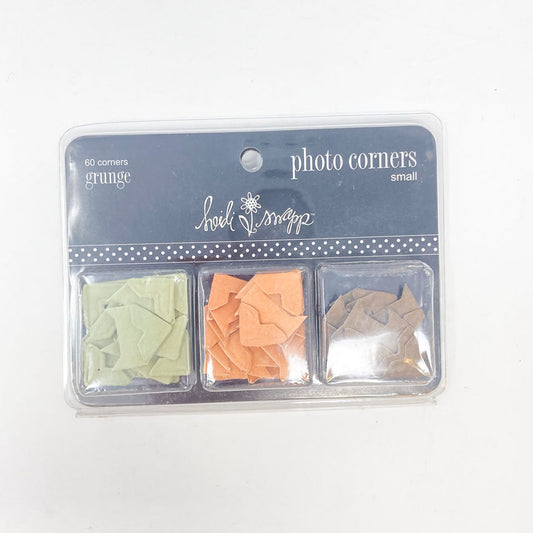 60 corners
grunge
photo corners
small
heidi swapp